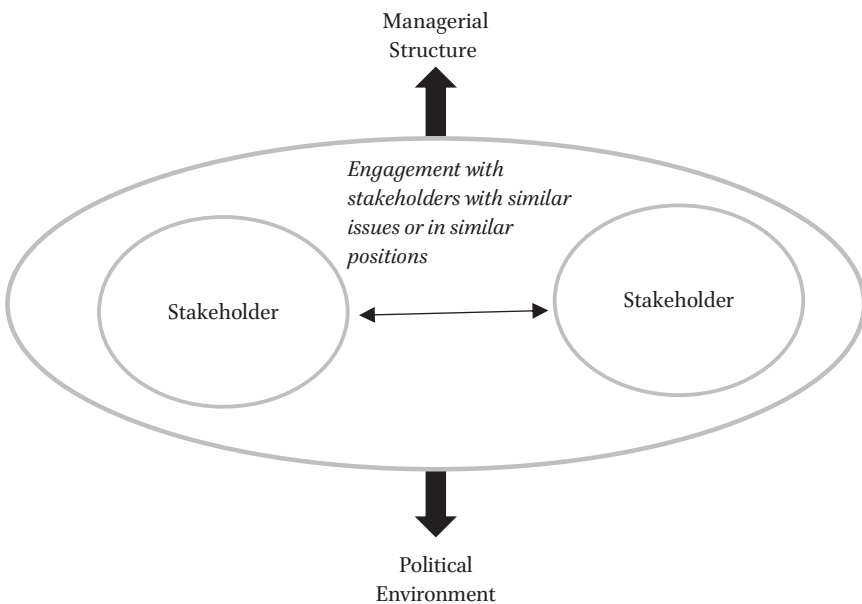 Managerial
Structure
Engagement with
stakeholders with similar
issues or in similar
positions
Stakeholder
Stakeholder
Political
Environment